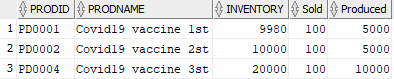 PRODID PRODNAME INVENTORY Sold Produced
1 PD0001 Covid19 vaccine 1st 9980 100 5000
2 PD0002 Covid19 vaccine 2st 10000 100 5000
3 PD0004 Covid19 vaccine 3st 20000 100 10000